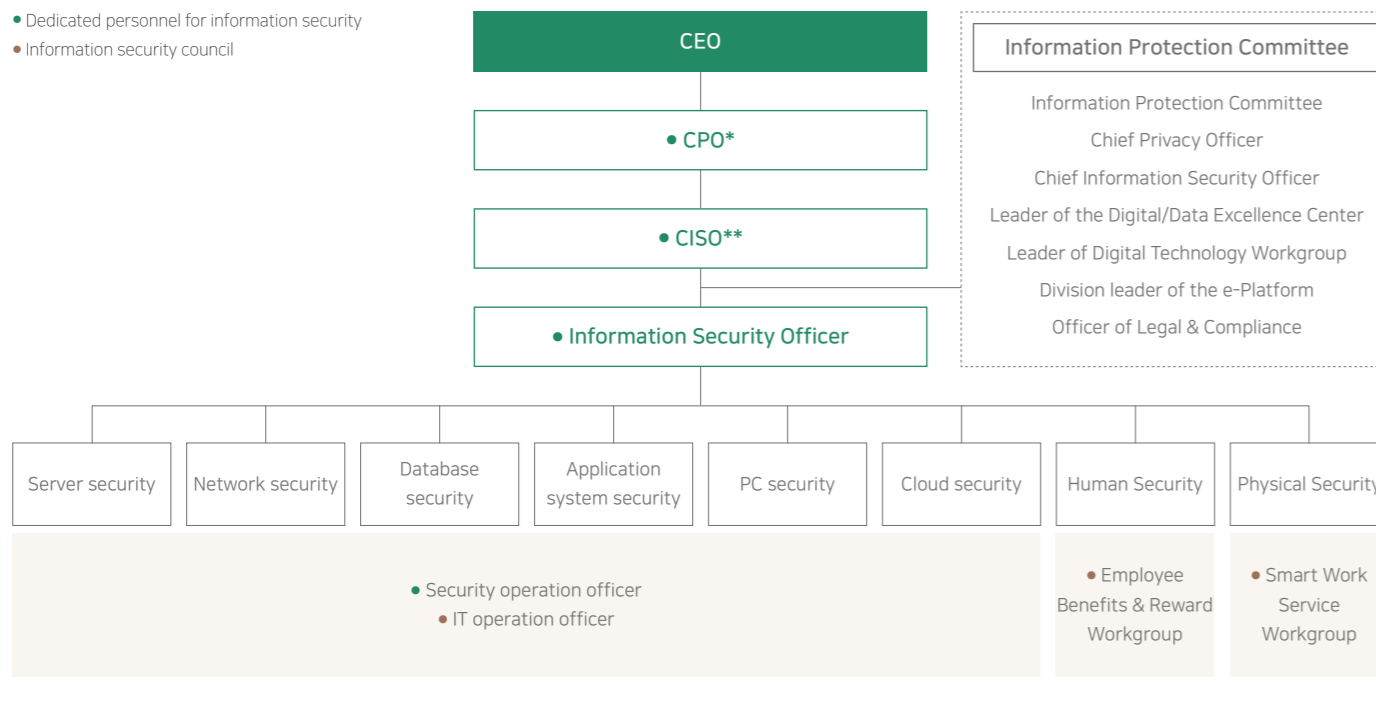 • Dedicated personnel for information security
• Information security council
CEO
• CPO*
• CISO**
• Information Security Officer
Information Protection Committee
Information Protection Committee
Chief Privacy Officer
Chief Information Security Officer
Leader of the Digital/Data Excellence Center
Leader of Digital Technology Workgroup
Division leader of the e-Platform
Officer of Legal & Compliance
Server security
Network security
Database
security
Application
system security
PC security
Cloud security
Human Security
Physical Security
• Security operation officer
• IT operation officer
• Employee
Benefits & Reward
Workgroup
• Smart Work
Service
Workgroup